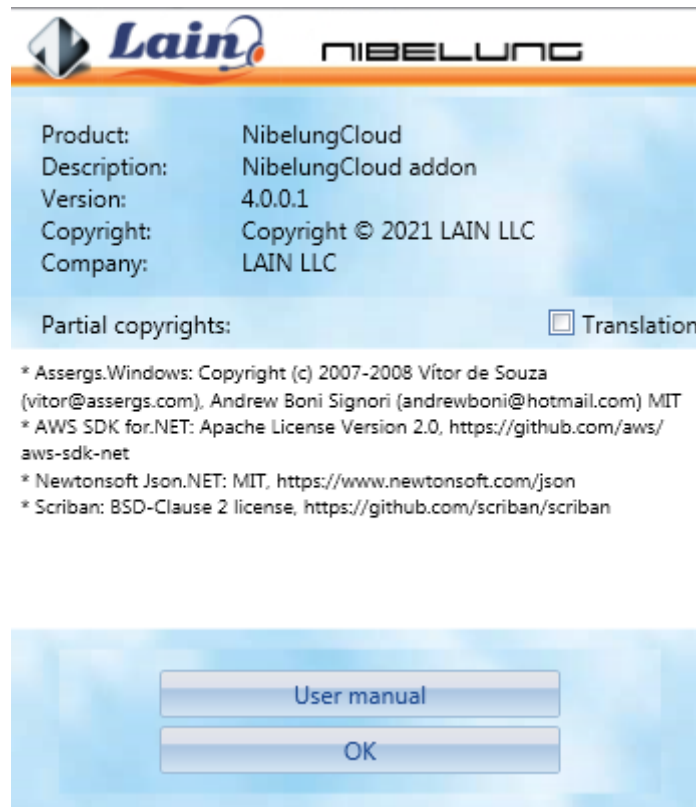 Lain NIBELUNG
Product: NibelungCloud
Description: NibelungCloud addon
Version: 4.0.0.1
Copyright: Copyright © 2021 LAIN LLC
Company: LAIN LLC
Partial copyrights: Translation
* Assergs.Windows: Copyright (c) 2007-2008 Vítor de Souza
(vitor@assergs.com), Andrew Boni Signori (andrewboni@hotmail.com) MIT
* AWS SDK for.NET: Apache License Version 2.0, https://github.com/aws/
aws-sdk-net
* Newtonsoft Json.NET: MIT, https://www.newtonsoft.com/json
* Scriban: BSD-Clause 2 license, https://github.com/scriban/scriban
User manual
OK